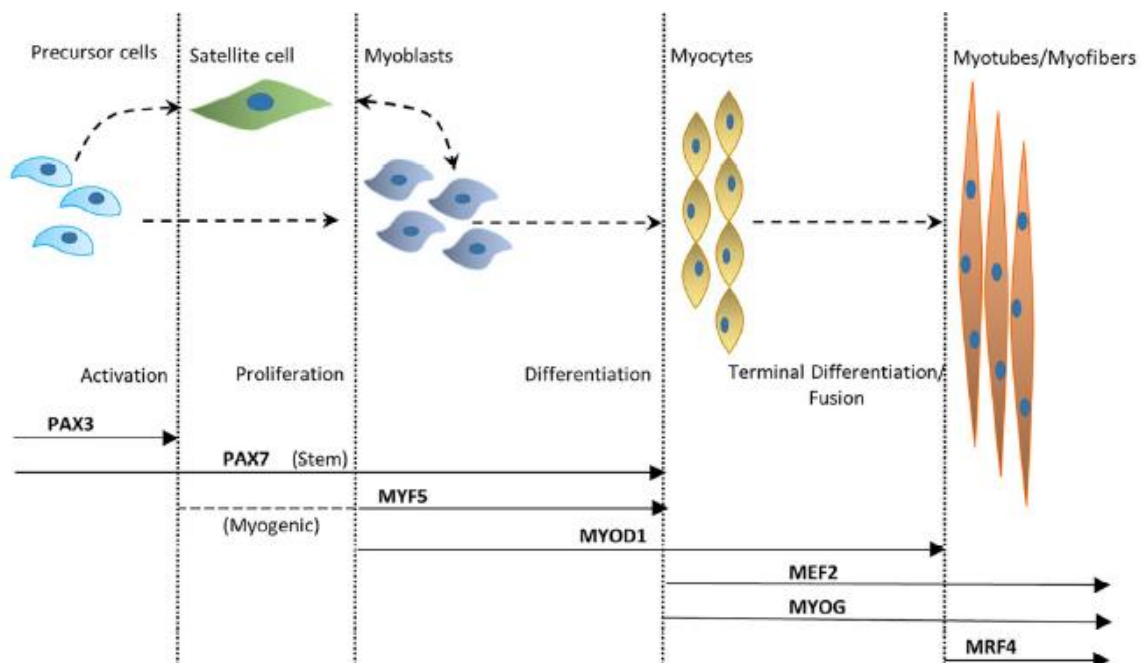 Precursor cells
Satellite cell
Myoblasts
Myocytes
Myotubes/Myofibers
Activation
Proliferation
Differentiation
Terminal Differentiation/
Fusion
PAX3
PAX7 (Stem)
MYF5
(Myogenic)
MYOD1
MEF2
MYOG
MRF4